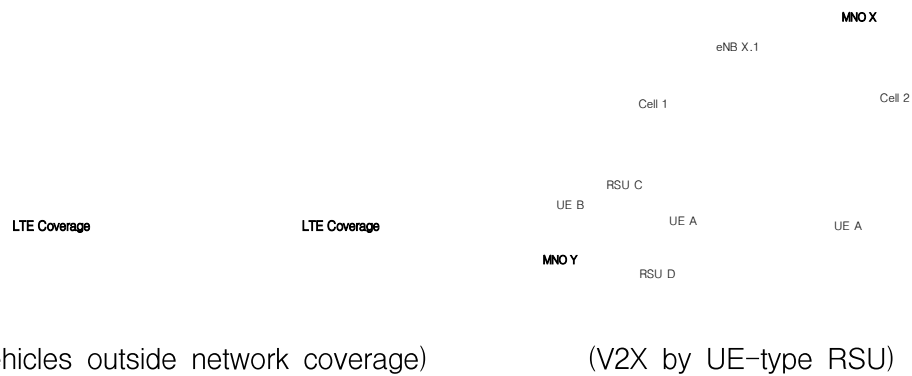 MNO X
eNB X.1
Cell 1
Cell 2
RSU C
UE B
UE A
UE A
LTE Coverage
LTE Coverage
MNO Y
RSU D
hicles outside network coverage)
(V2X by UE-type RSU)